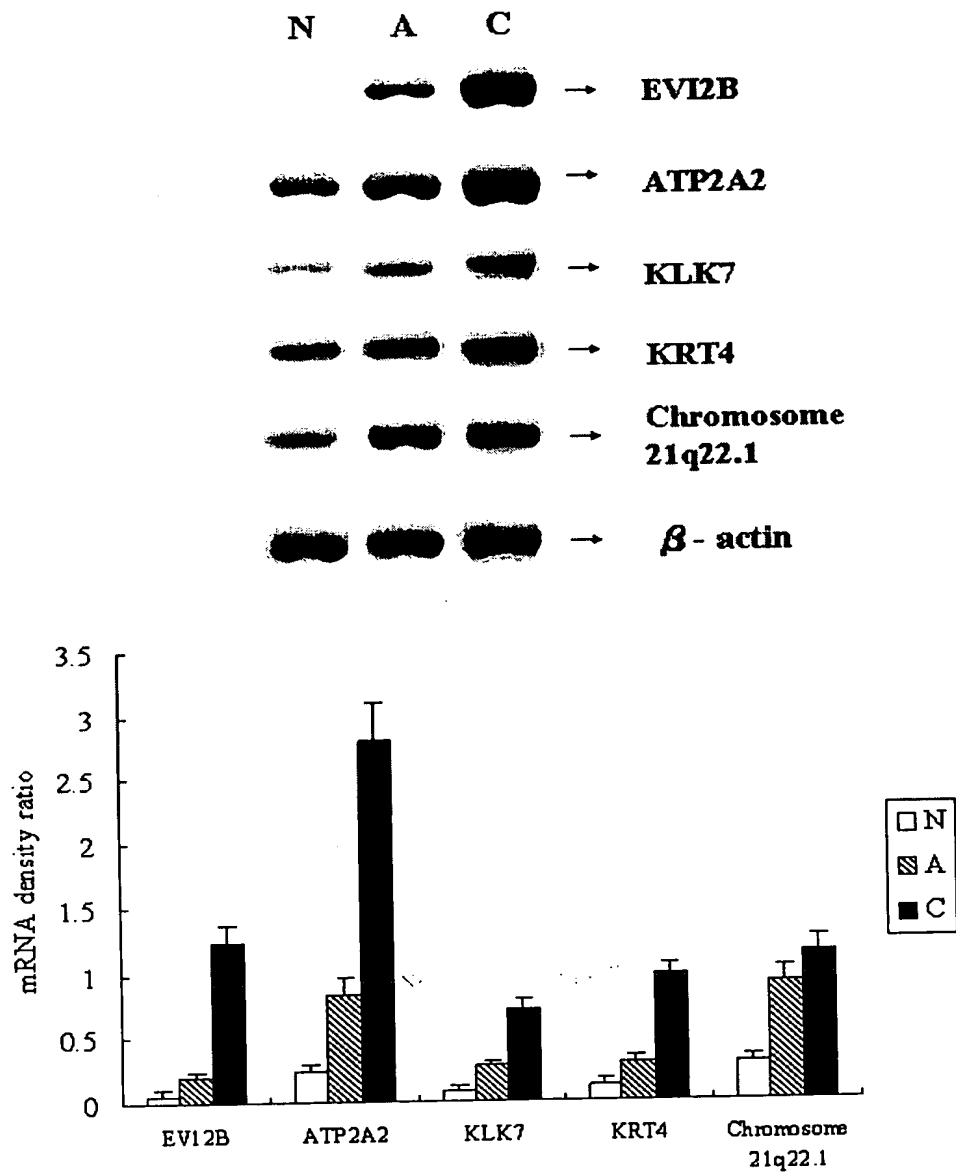 N A C
→ EVI2B
→ ATP2A2
→ KLK7
→ KRT4
→ Chromosome
21q22.1
→ β - actin
3.5
3
2.5
2
1.5
1
0.5
0
mRNA density ratio
EVI2B ATP2A2 KLK7 KRT4 Chromosome
21q22.1
N
A
C